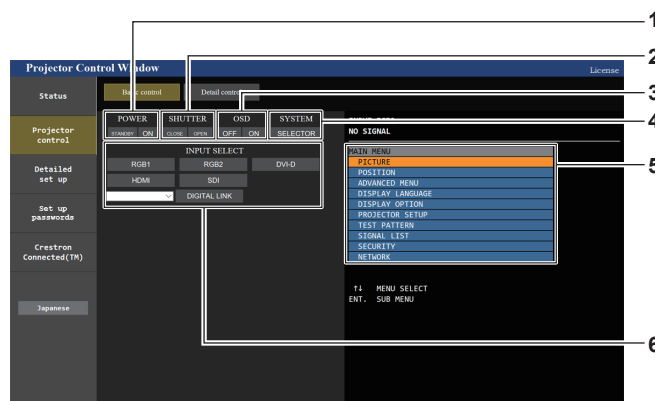 1
Projector Control Window
2
License
Status
Basic control
Detail control
3
POWER
SHUTTER
OSD
SYSTEM
4
STANDBY ON
CLOSE OPEN
OFF ON
SELECTOR
NO SIGNAL
Projector
control
INPUT SELECT
RGB1
RGB2
DVI-D
HDMI
SDI
DIGITAL LINK
MAIN MENU
PICTURE
POSITION
ADVANCED MENU
DISPLAY LANGUAGE
DISPLAY OPTION
PROJECTOR SETUP
TEST PATTERN
SIGNAL LIST
SECURITY
NETWORK
5
Detailed
set up
Set up
passwords
Crestron
Connected(TM)
↑↓ MENU SELECT
ENT. SUB MENU
Japanese
6